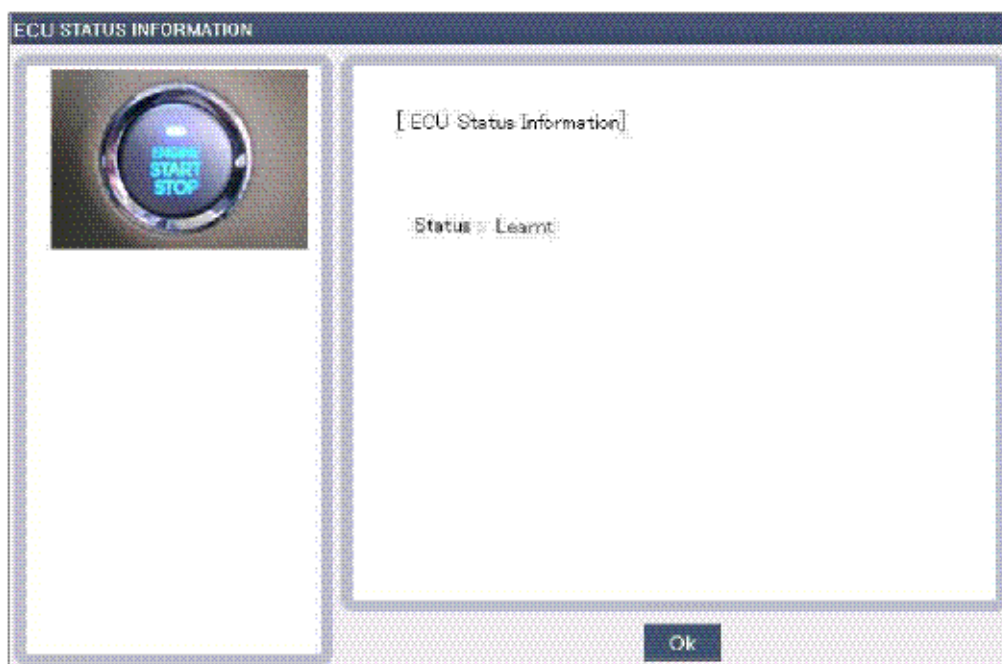 ECU STATUS INFORMATION
ENGINE
START
STOP
[ ECU Status Information]
Status : Learnt
Ok